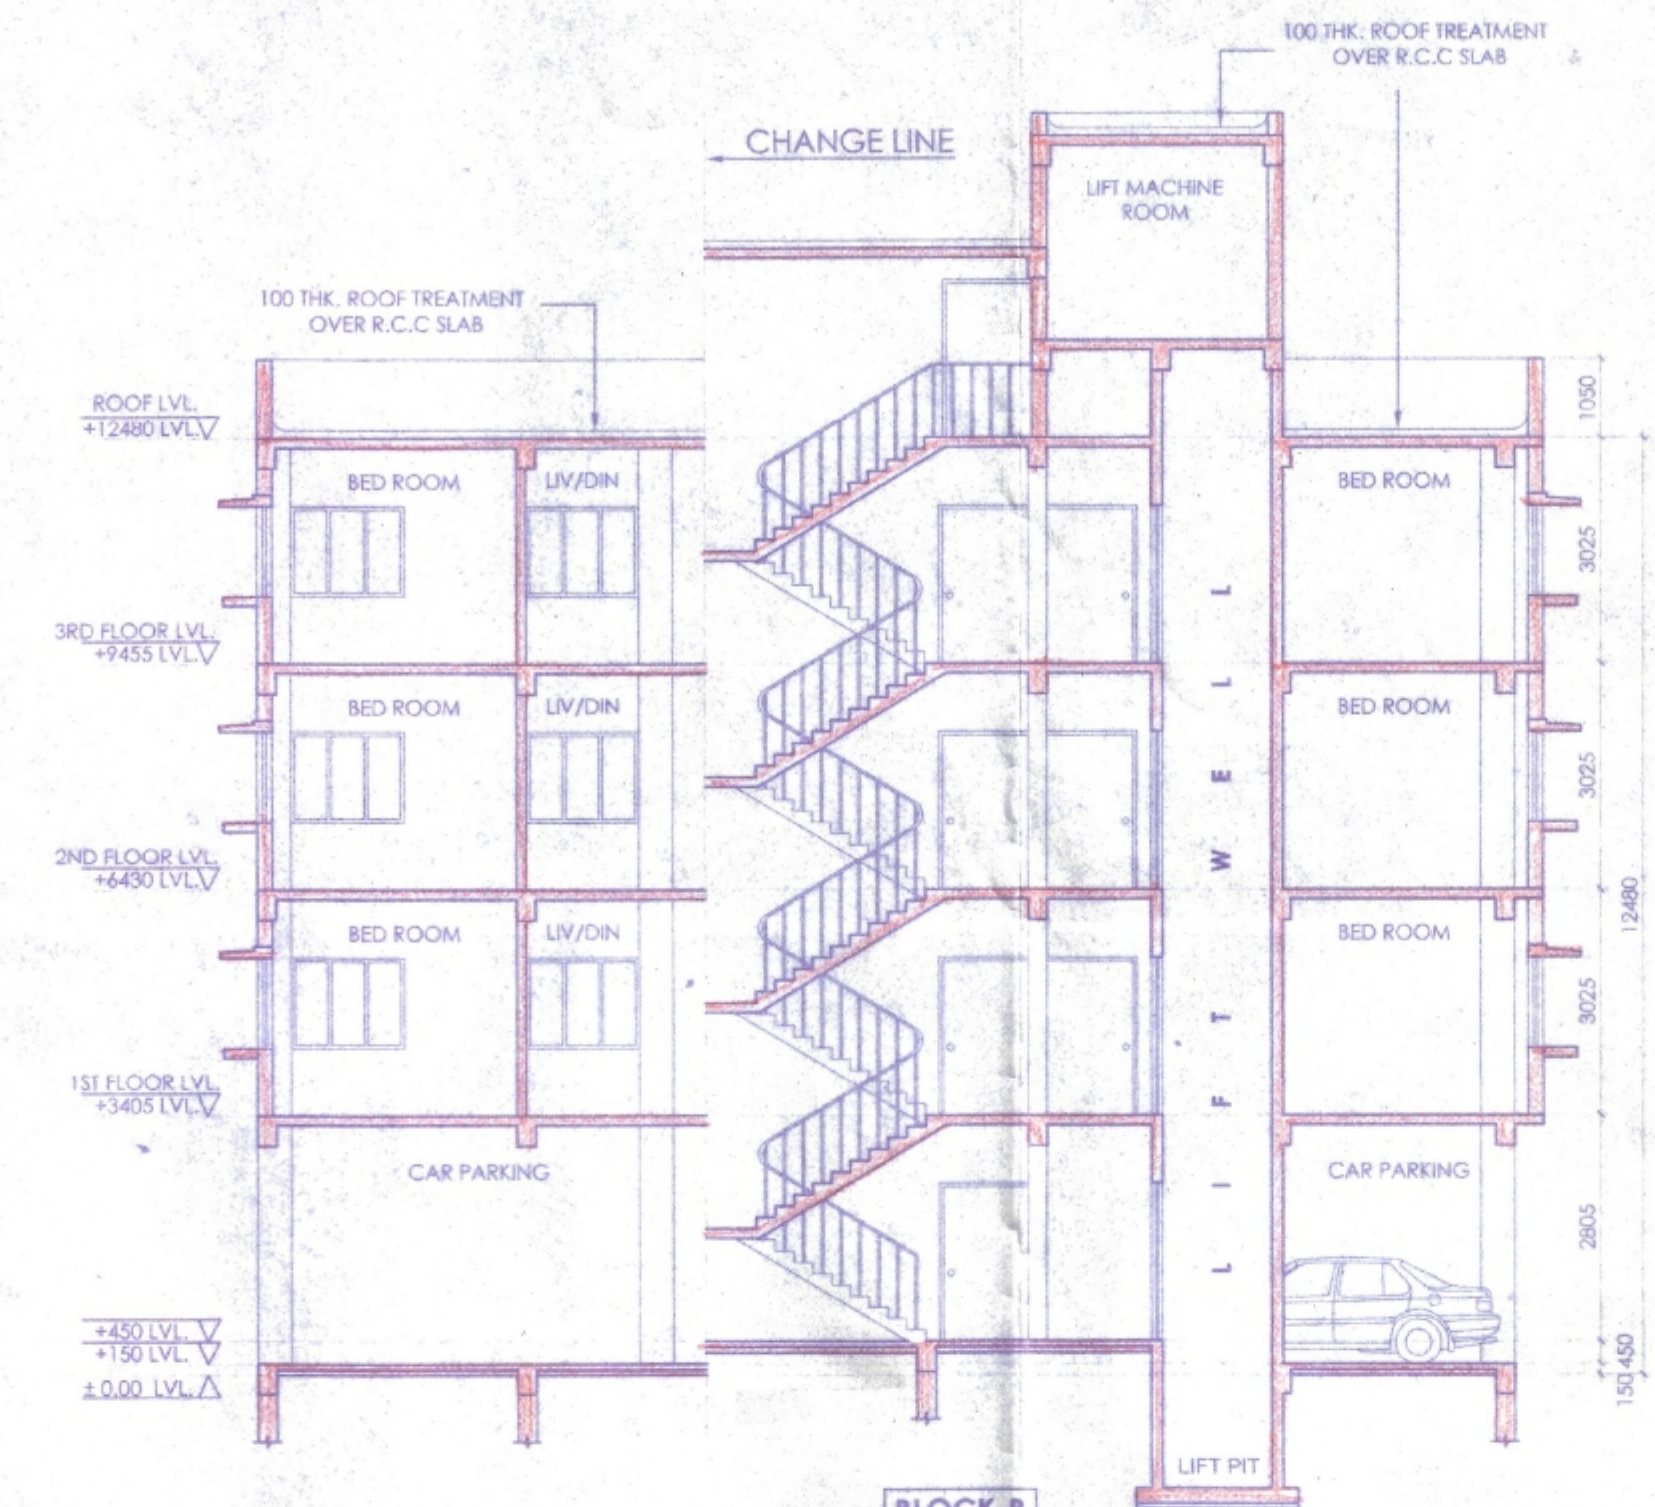 100 THK. ROOF TREATMENT
OVER R.C.C SLAB
CHANGE LINE
LIFT MACHINE
ROOM
100 THK. ROOF TREATMENT
OVER R.C.C SLAB
ROOF LVL.
+12480 LVL.
1050
BED ROOM
LIV/DIN
BED ROOM
3025
3RD FLOOR LVL.
+9455 LVL.
BED ROOM
LIV/DIN
BED ROOM
3025
2ND FLOOR LVL.
+6430 LVL.
12480
BED ROOM
LIV/DIN
BED ROOM
3025
1ST FLOOR LVL.
+3405 LVL.
CAR PARKING
CAR PARKING
2805
LIFT WELL
+450 LVL.
+150 LVL.
±0.00 LVL.
450
150
LIFT PIT
BLOCK-B